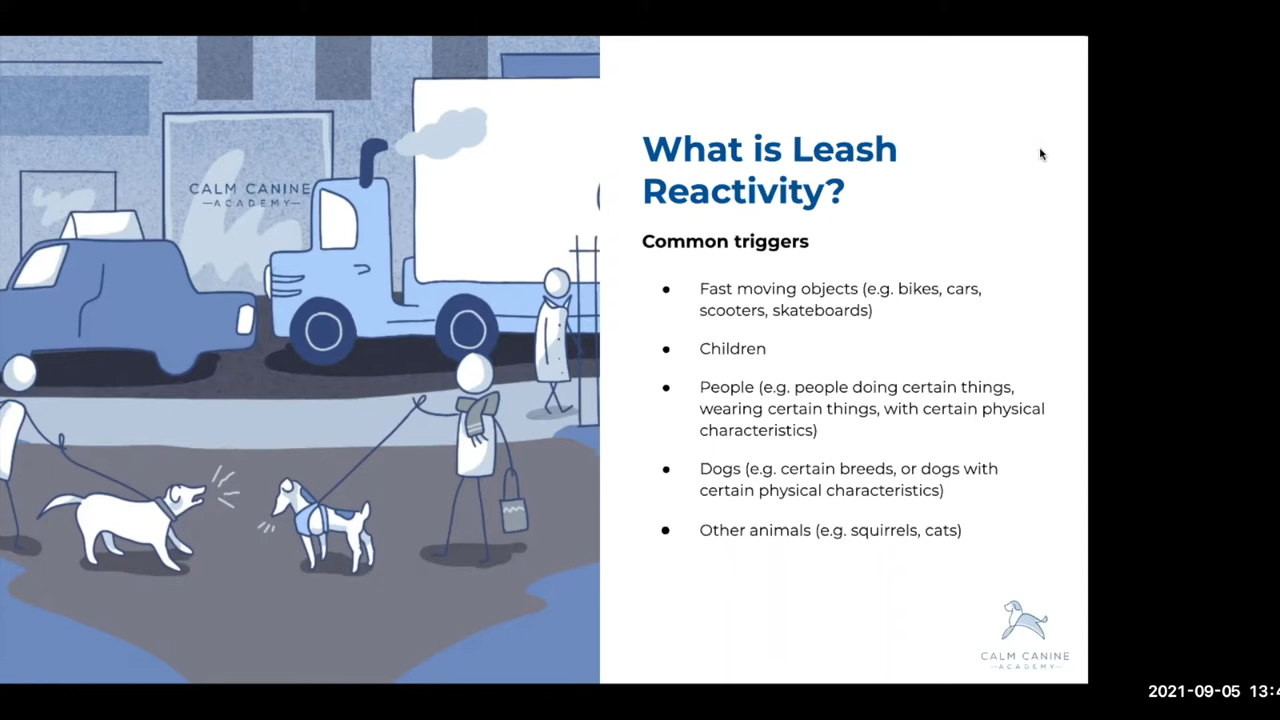 CALM CANINE
ACADEMY
What is Leash
Reactivity?
Common triggers
● Fast moving objects (e.g. bikes, cars,
scooters, skateboards)
● Children
● People (e.g. people doing certain things,
wearing certain things, with certain physical
characteristics)
● Dogs (e.g. certain breeds, or dogs with
certain physical characteristics)
● Other animals (e.g. squirrels, cats)
CALM CANINE
ACADEMY
2021-09-05 13:4